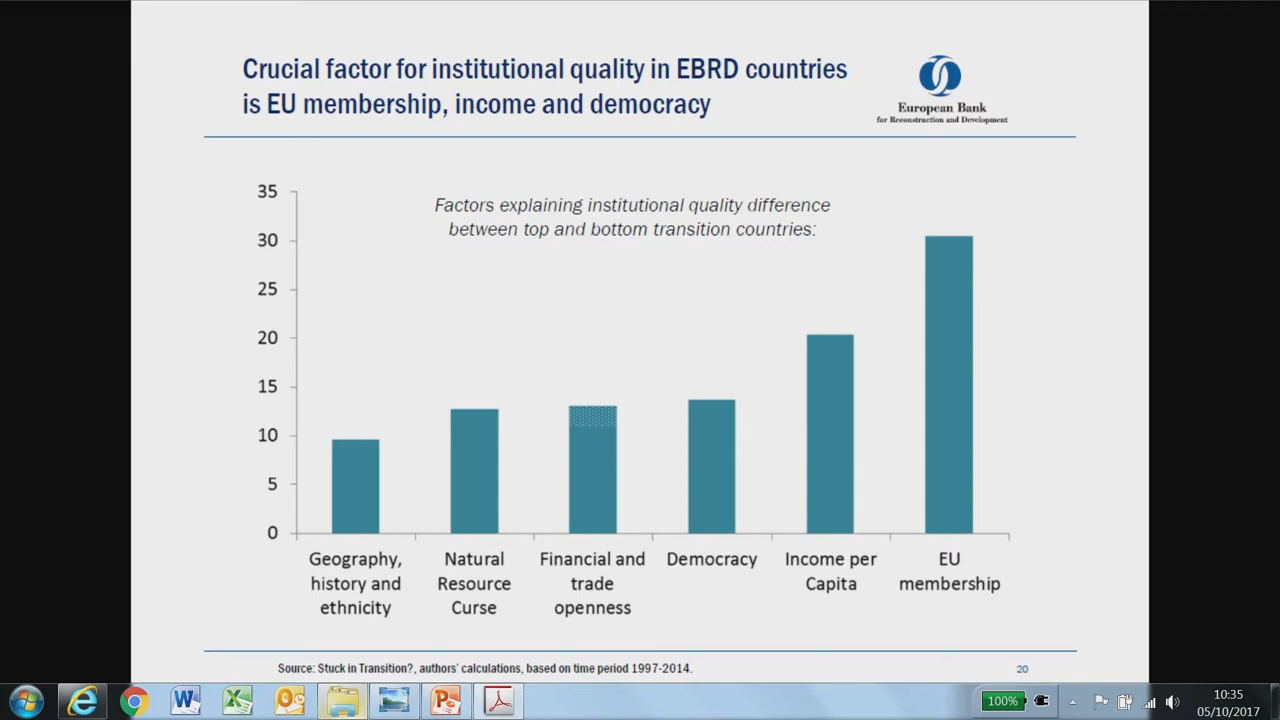 Crucial factor for institutional quality in EBRD countries
is EU membership, income and democracy
European Bank
for Reconstruction and Development
Factors explaining institutional quality difference
between top and bottom transition countries:
35
30
25
20
15
10
5
0
Geography,
history and
ethnicity
Natural
Resource
Curse
Financial and
trade
openness
Democracy
Income per
Capita
EU
membership
Source: Stuck in Transition?, authors' calculations, based on time period 1997-2014.
20
100%
10:35
05/10/2017